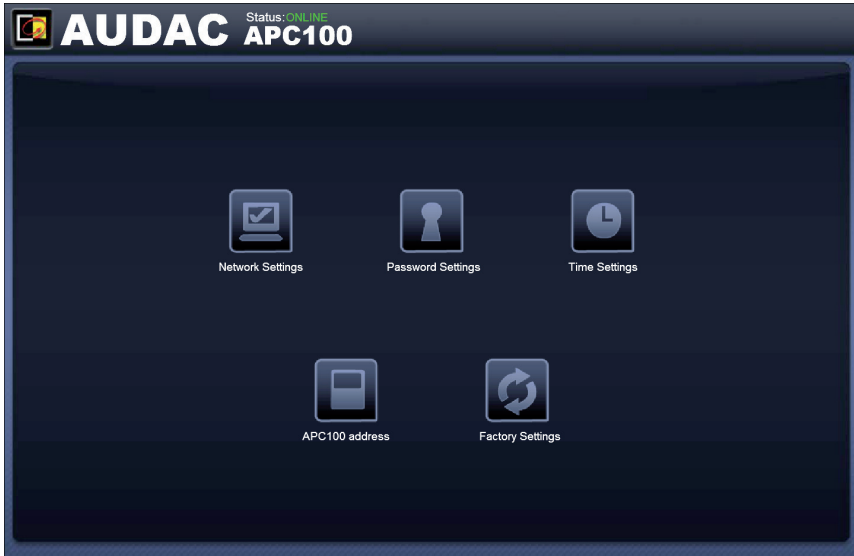 AUDAC
Status:ONLINE
APC100
Network Settings
Password Settings
Time Settings
APC100 address
Factory Settings